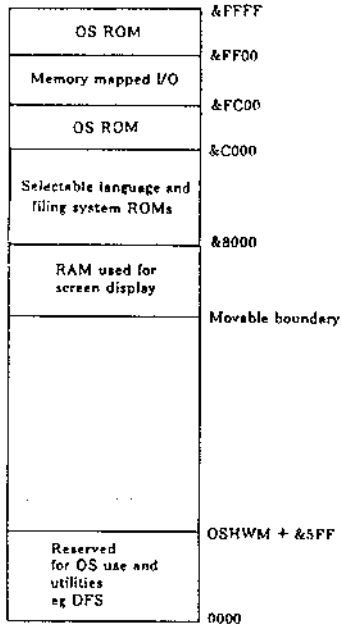 &FFFF
OS ROM
&FF00
Memory mapped I/O
&FC00
OS ROM
&C000
Selectable language and
filing system ROMs
&8000
RAM used for
screen display
Movable boundary
OSHWM + &5FF
Reserved
for OS use and
utilities
eg DFS
0000